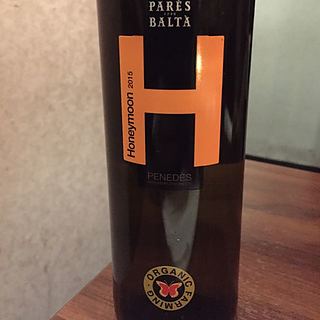 PARÉS
BALTÀ
H
Honeymoon 2015
PENEDÈS
ORGANIC FARMING